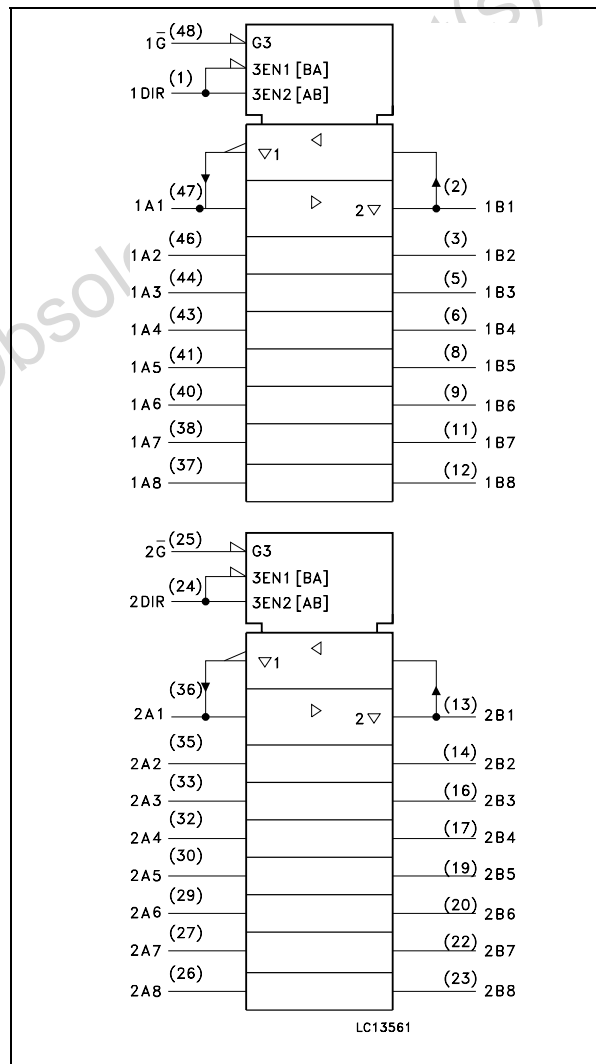 t(s)
1G̅ (48) G3
3EN1 [BA]
1DIR (1) 3EN2 [AB]
▽1 ◁
1A1 (47) ▷ 2▽ (2) 1B1
1A2 (46) (3) 1B2
1A3 (44) (5) 1B3
1A4 (43) (6) 1B4
1A5 (41) (8) 1B5
1A6 (40) (9) 1B6
1A7 (38) (11) 1B7
1A8 (37) (12) 1B8
2G̅ (25) G3
3EN1 [BA]
2DIR (24) 3EN2 [AB]
▽1 ◁
2A1 (36) ▷ 2▽ (13) 2B1
2A2 (35) (14) 2B2
2A3 (33) (16) 2B3
2A4 (32) (17) 2B4
2A5 (30) (19) 2B5
2A6 (29) (20) 2B6
2A7 (27) (22) 2B7
2A8 (26) (23) 2B8
LC13561
obsol